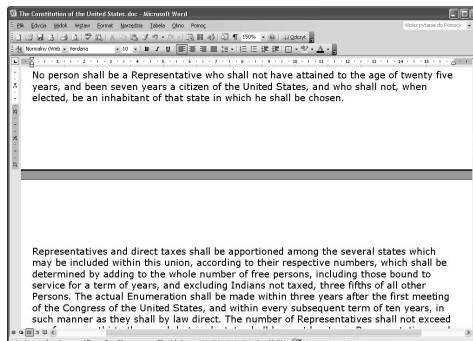 The Constitution of the United States.doc - Microsoft Word
Plik Edycja Widok Wstaw Format Narzędzia Tabela Okno Pomoc Wpisz pytanie do Pomocy
150% Odczyt
Normalny (Web) Verdana 10 B I U
No person shall be a Representative who shall not have attained to the age of twenty five
years, and been seven years a citizen of the United States, and who shall not, when
elected, be an inhabitant of that state in which he shall be chosen.
Representatives and direct taxes shall be apportioned among the several states which
may be included within this union, according to their respective numbers, which shall be
determined by adding to the whole number of free persons, including those bound to
service for a term of years, and excluding Indians not taxed, three fifths of all other
Persons. The actual Enumeration shall be made within three years after the first meeting
of the Congress of the United States, and within every subsequent term of ten years, in
such manner as they shall by law direct. The number of Representatives shall not exceed